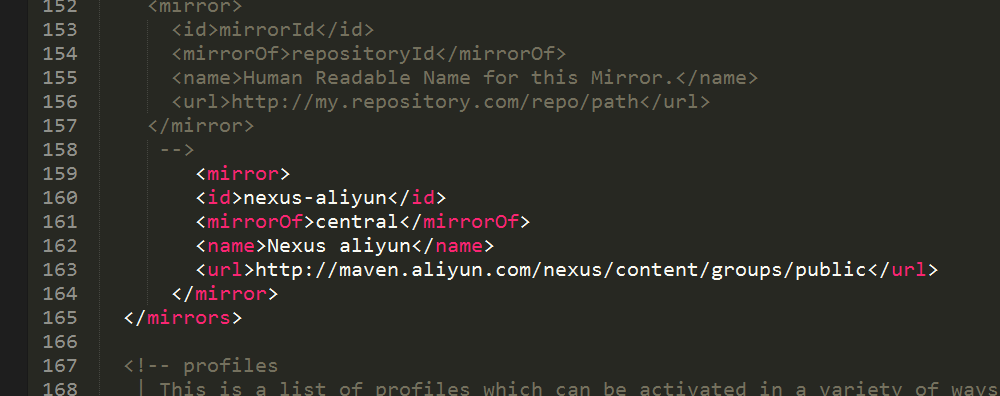 152 <mirror>
153 <id>mirrorId</id>
154 <mirrorOf>repositoryId</mirrorOf>
155 <name>Human Readable Name for this Mirror.</name>
156 <url>http://my.repository.com/repo/path</url>
157 </mirror>
158 -->
159 <mirror>
160 <id>nexus-aliyun</id>
161 <mirrorOf>central</mirrorOf>
162 <name>Nexus aliyun</name>
163 <url>http://maven.aliyun.com/nexus/content/groups/public</url>
164 </mirror>
165 </mirrors>
166
167 <!-- profiles
168 | This is a list of profiles which can be activated in a variety of ways